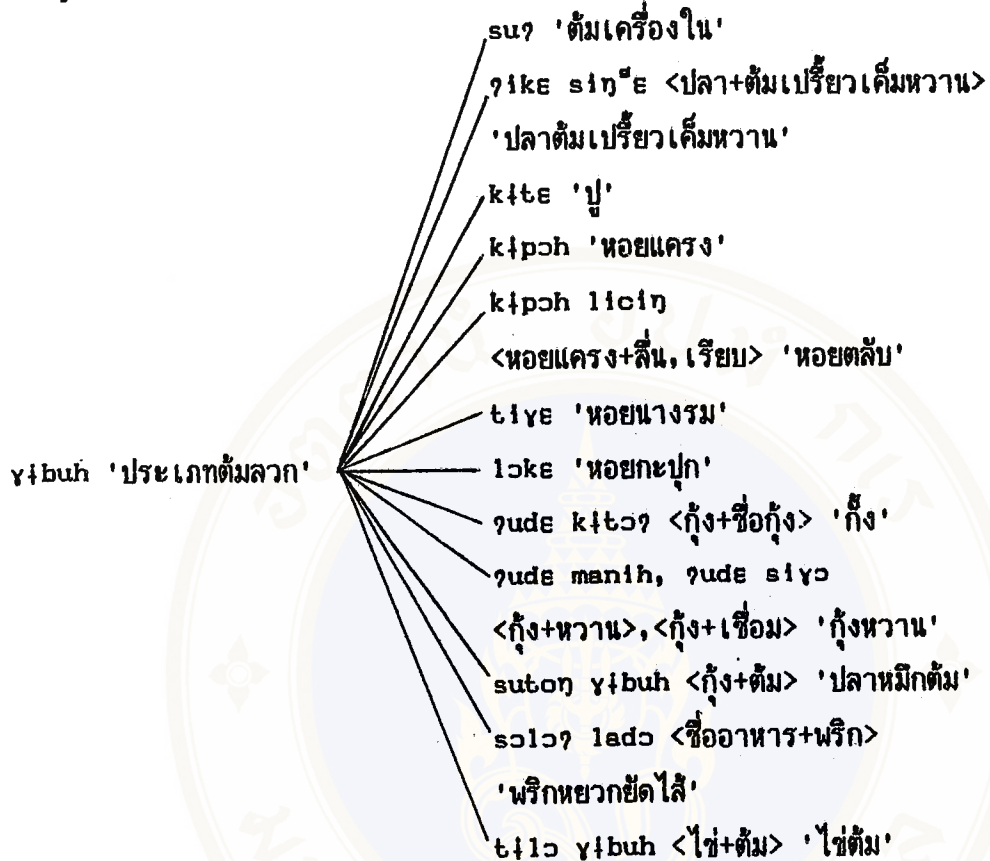 suʔ 'ต้มเครื่องใน'
ʔikɛ siŋ ̃ɛ <ปลา+ต้มเปรี้ยวเค็มหวาน>
'ปลาต้มเปรี้ยวเค็มหวาน'
kɨtɛ 'ปู'
kɨpɔh 'หอยแครง'
kɨpɔh liciŋ
<หอยแครง+ลื่น,เรียบ> 'หอยตลับ'
tiɣɛ 'หอยนางรม'
ɣɨbuh 'ประเภทต้มลวก'
lɔkɛ 'หอยกะปุก'
ʔudɛ kɨtɔʔ <กุ้ง+ชื่อกุ้ง> 'กั้ง'
ʔudɛ manih, ʔudɛ siɣɔ
<กุ้ง+หวาน>,<กุ้ง+เชื่อม> 'กุ้งหวาน'
sutoŋ ɣɨbuh <กุ้ง+ต้ม> 'ปลาหมึกต้ม'
sɔlɔʔ ladɔ <ชื่ออาหาร+พริก>
'พริกหยวกยัดไส้'
tɨlɔ ɣɨbuh <ไข่+ต้ม> 'ไข่ต้ม'